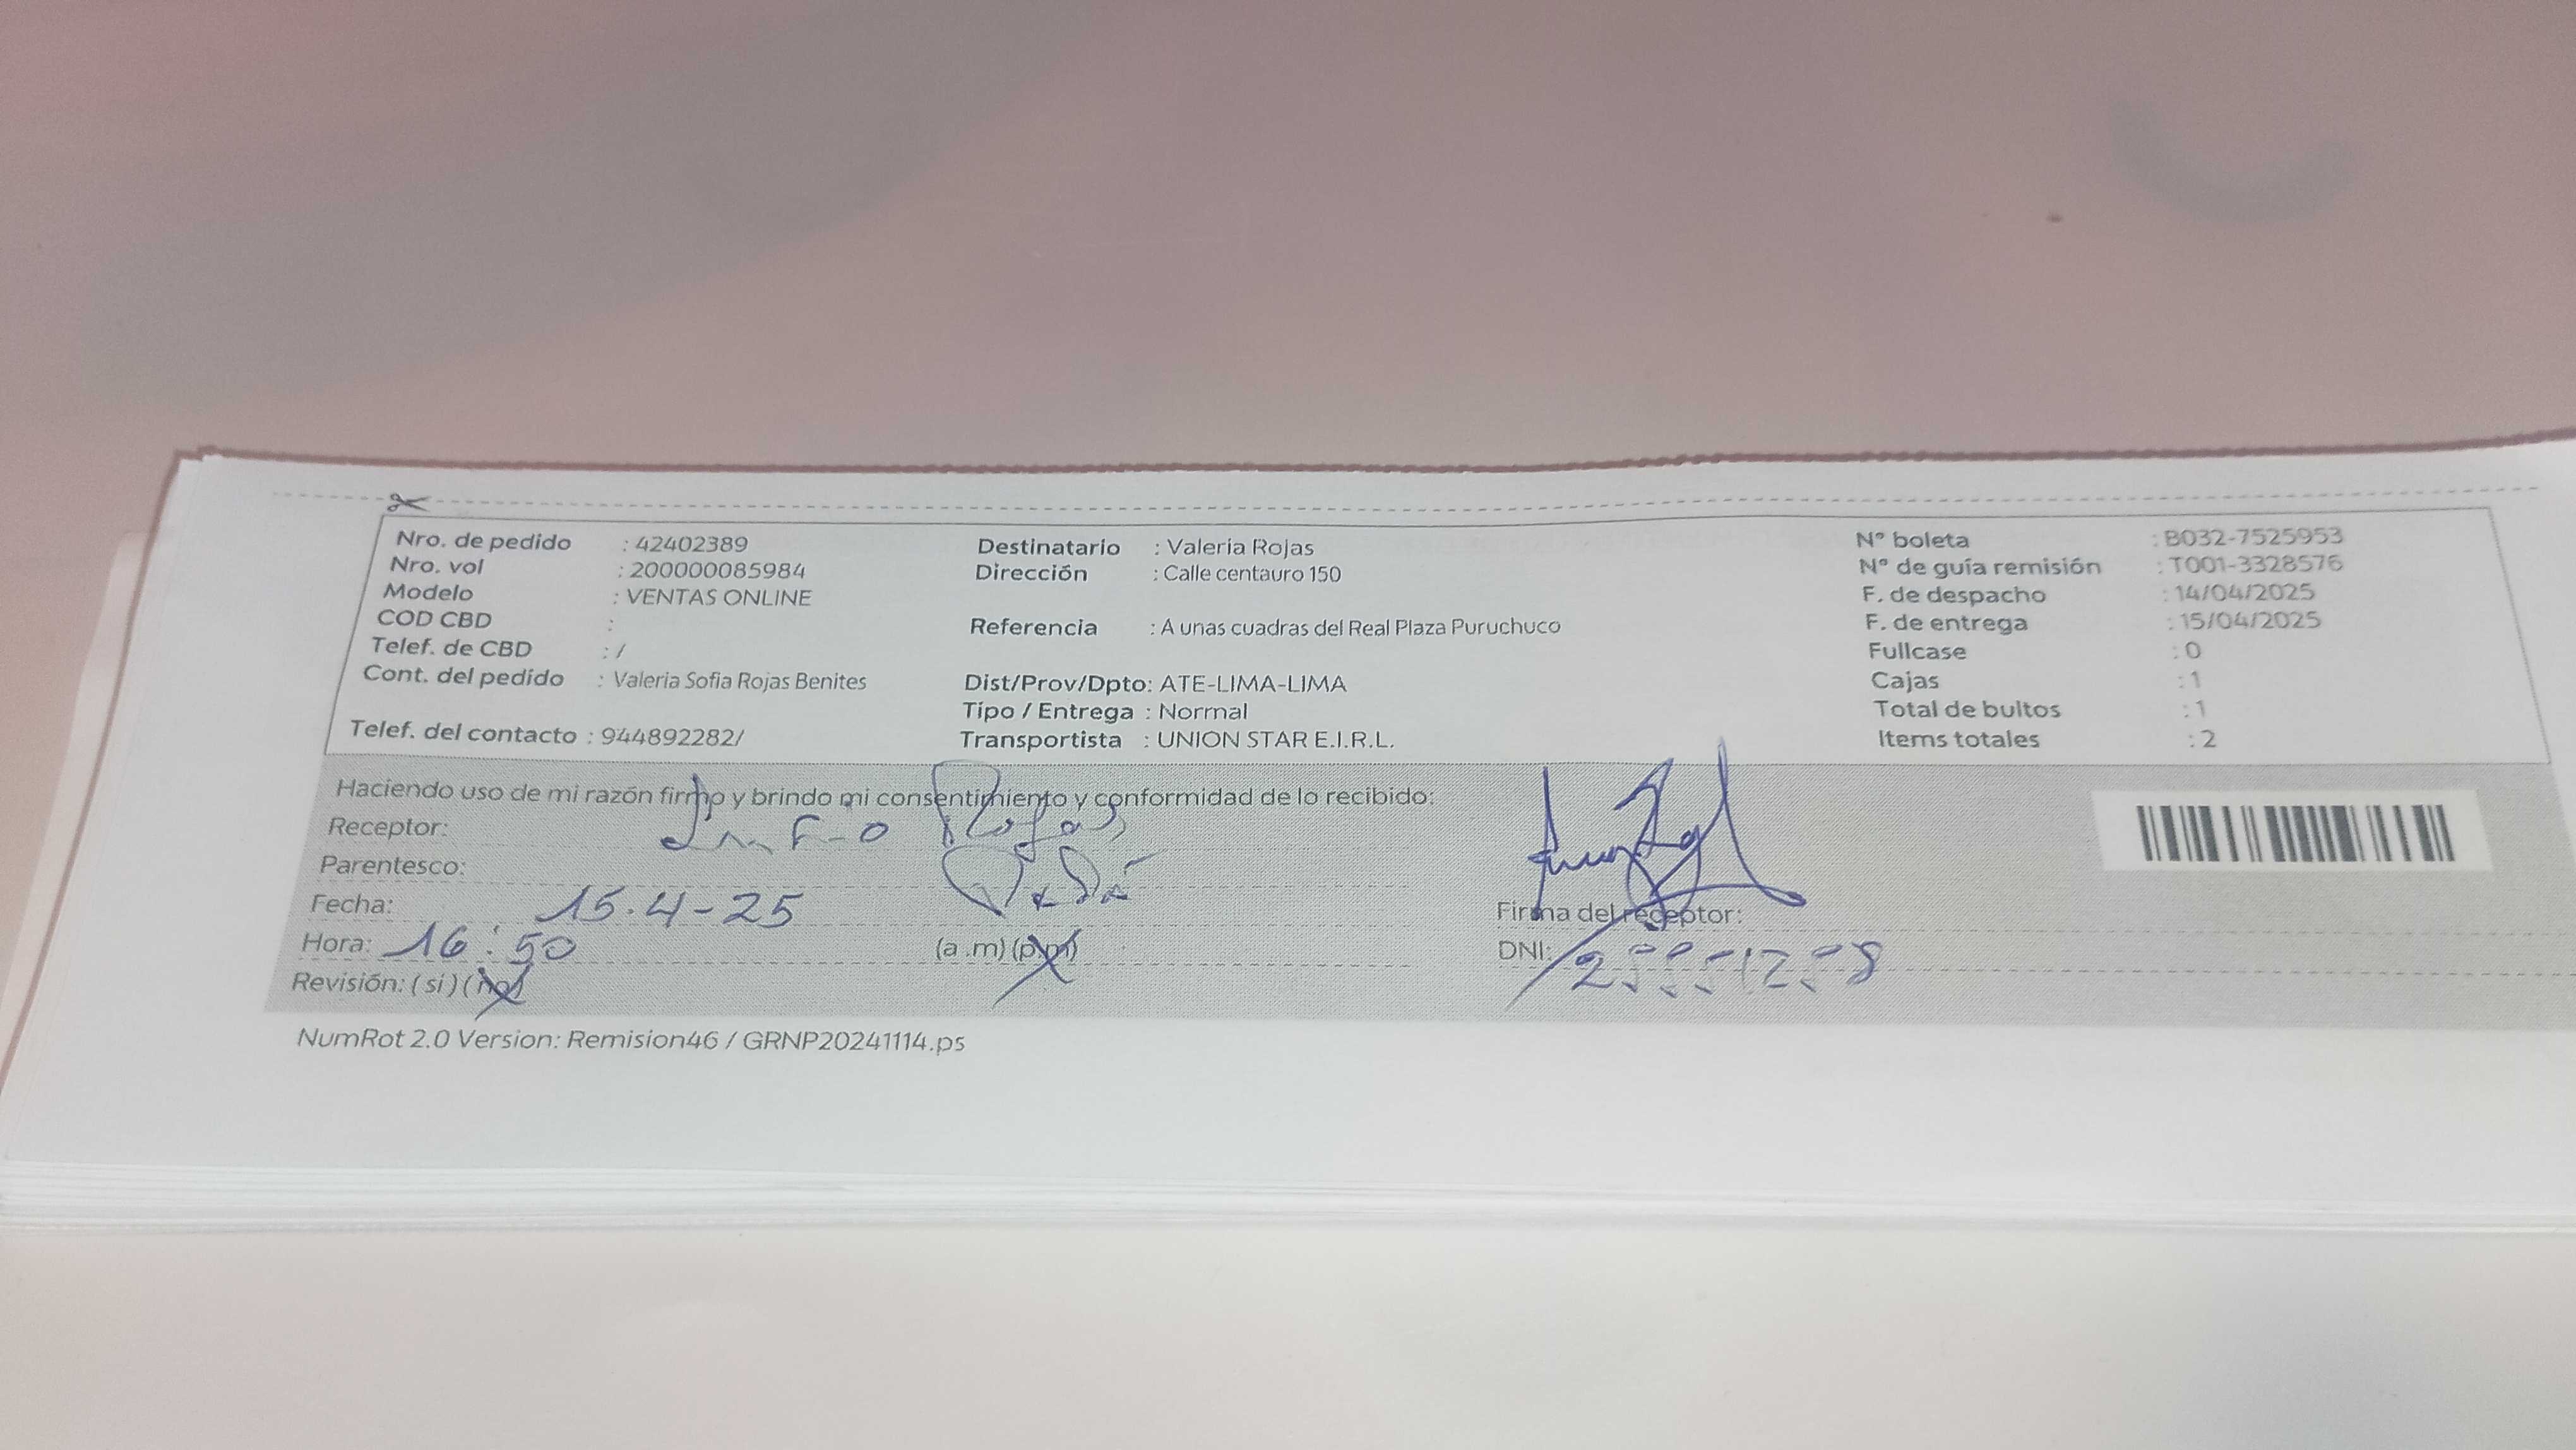 Nro. de pedido : 42402389
Nro. vol : 200000085984
Modelo : VENTAS ONLINE
COD CBD :
Telef. de CBD : /
Cont. del pedido : Valeria Sofia Rojas Benites
Telef. del contacto : 944892282/
Destinatario : Valeria Rojas
Dirección : Calle centauro 150
Referencia : A unas cuadras del Real Plaza Puruchuco
Dist/Prov/Dpto: ATE-LIMA-LIMA
Tipo / Entrega : Normal
Transportista : UNION STAR E.I.R.L.
N° boleta : B032-7525953
N° de guía remisión : T001-3328576
F. de despacho : 14/04/2025
F. de entrega : 15/04/2025
Fullcase : 0
Cajas : 1
Total de bultos : 1
Items totales : 2
Haciendo uso de mi razón firmo y brindo mi consentimiento y conformidad de lo recibido:
Receptor: Rojas
Parentesco:
Fecha: 15.4-25
Hora: 16:50 (a .m) (p.m)
Revisión: ( si ) ( no)
Firma del receptor:
DNI:
NumRot 2.0 Version: Remision46 / GRNP20241114.ps